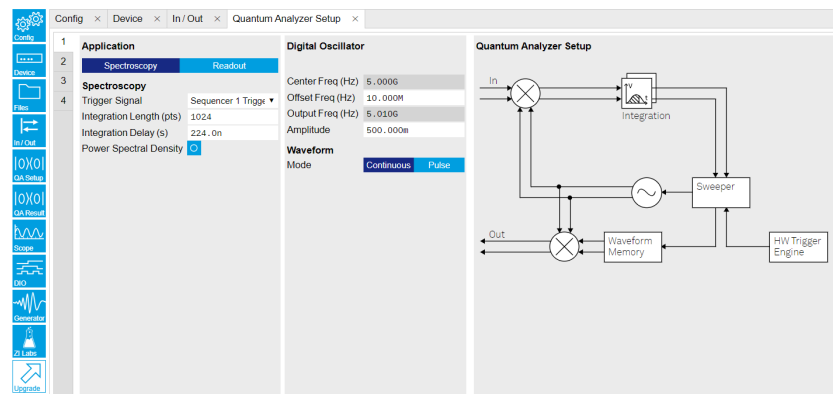 Config × Device × In / Out × Quantum Analyzer Setup ×
Config
Device
Files
In / Out
QA Setup
QA Result
Scope
DIO
Generator
ZI Labs
Upgrade
1
2
3
4
Application
Spectroscopy Readout
Spectroscopy
Trigger Signal Sequencer 1 Trigge ▼
Integration Length (pts) 1024
Integration Delay (s) 224.0n
Power Spectral Density
Digital Oscillator
Center Freq (Hz) 5.000G
Offset Freq (Hz) 10.000M
Output Freq (Hz) 5.010G
Amplitude 500.000m
Waveform
Mode Continuous Pulse
Quantum Analyzer Setup
In
V
Integration
Sweeper
Out
Waveform
Memory
HW Trigger
Engine